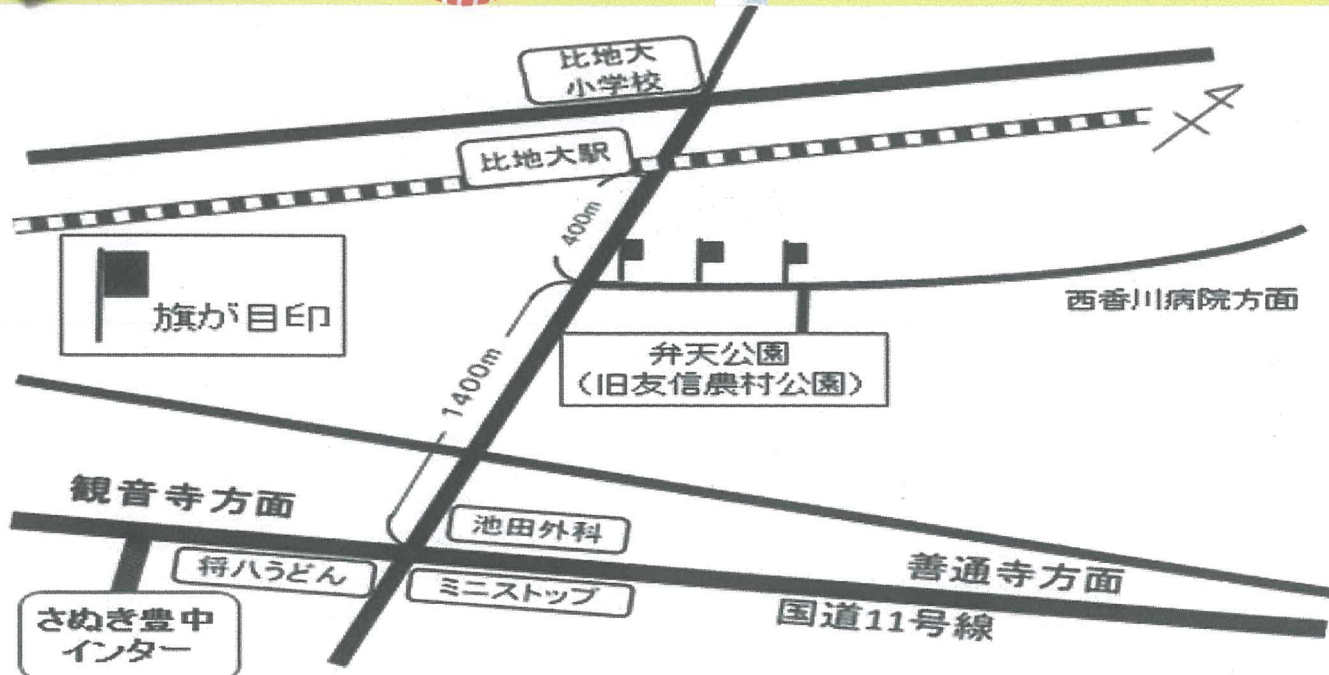 比地大
小学校
比地大駅
400m
旗が目印
西香川病院方面
弁天公園
(旧友信農村公園)
1400m
観音寺方面
池田外科
将八うどん
ミニストップ
善通寺方面
国道11号線
さぬき豊中
インター